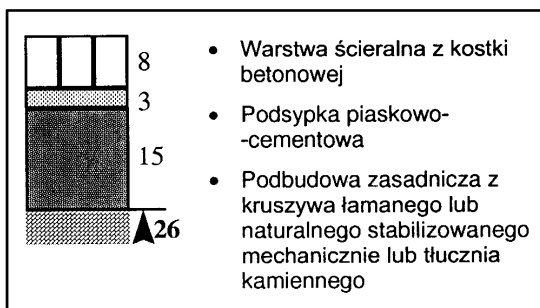 8
3
15
26
• Warstwa ścieralna z kostki
betonowej
• Podsypka piaskowo-
-cementowa
• Podbudowa zasadnicza z
kruszywa łamanego lub
naturalnego stabilizowanego
mechanicznie lub tłucznia
kamiennego